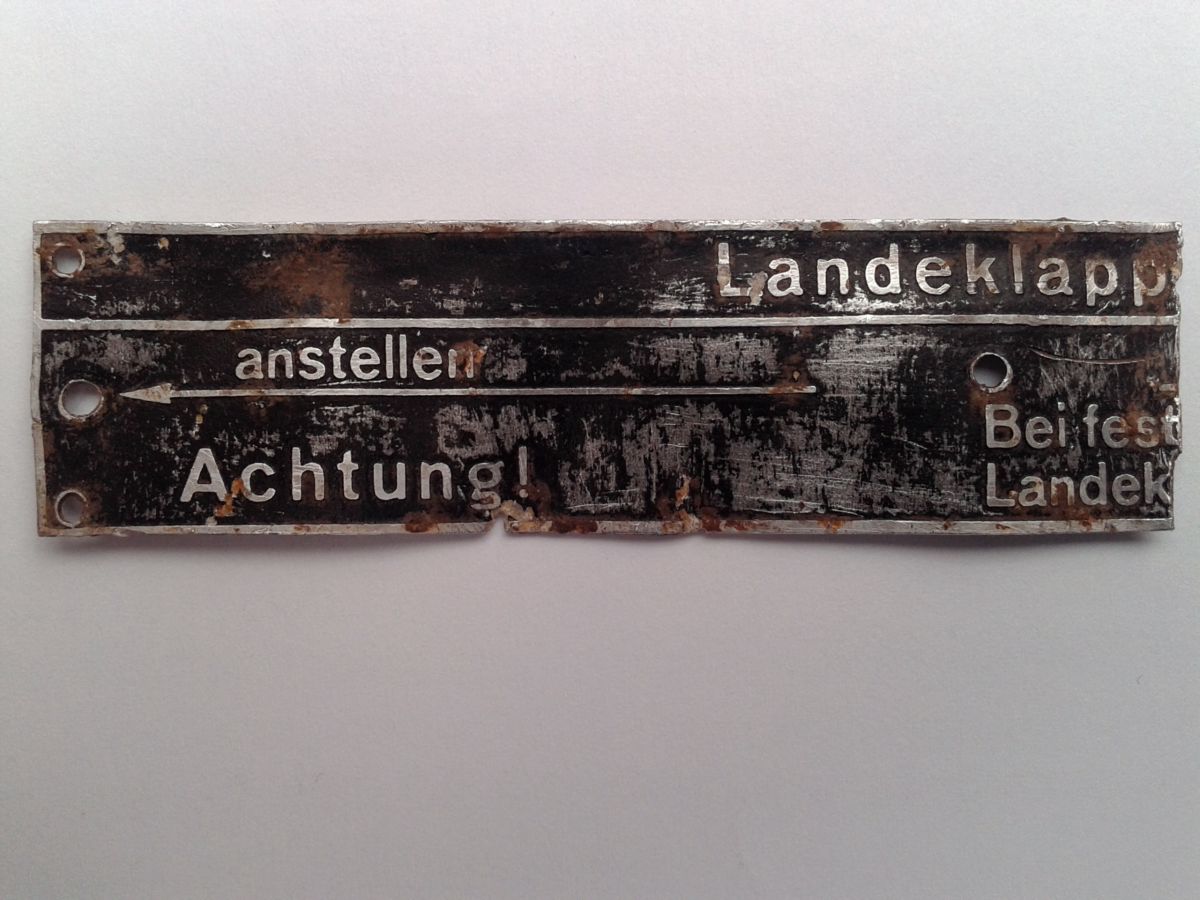 Landeklapp
anstellen
Achtung!
Bei fest
Landek